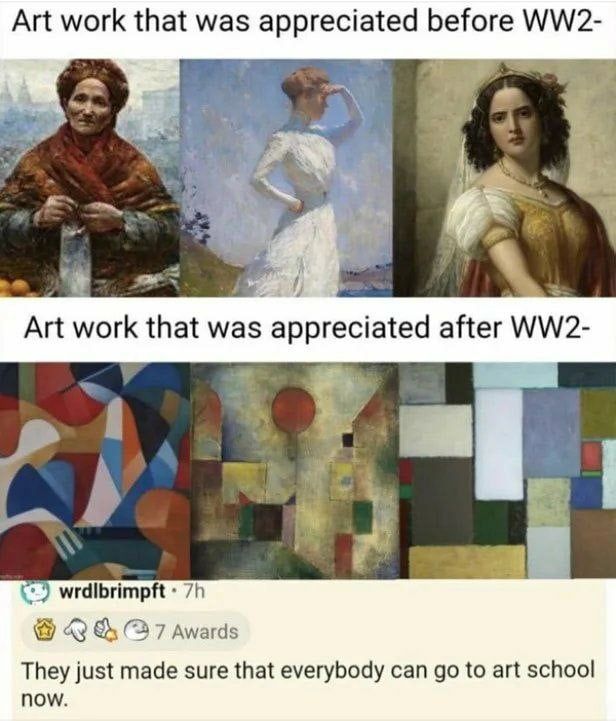 Art work that was appreciated before WW2-
Art work that was appreciated after WW2-
wrdlbrimpft • 7h
7 Awards
They just made sure that everybody can go to art school
now.